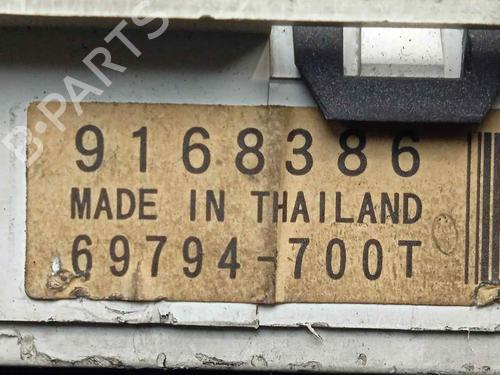 B-PARTS
9168386
MADE IN THAILAND
69794-700T